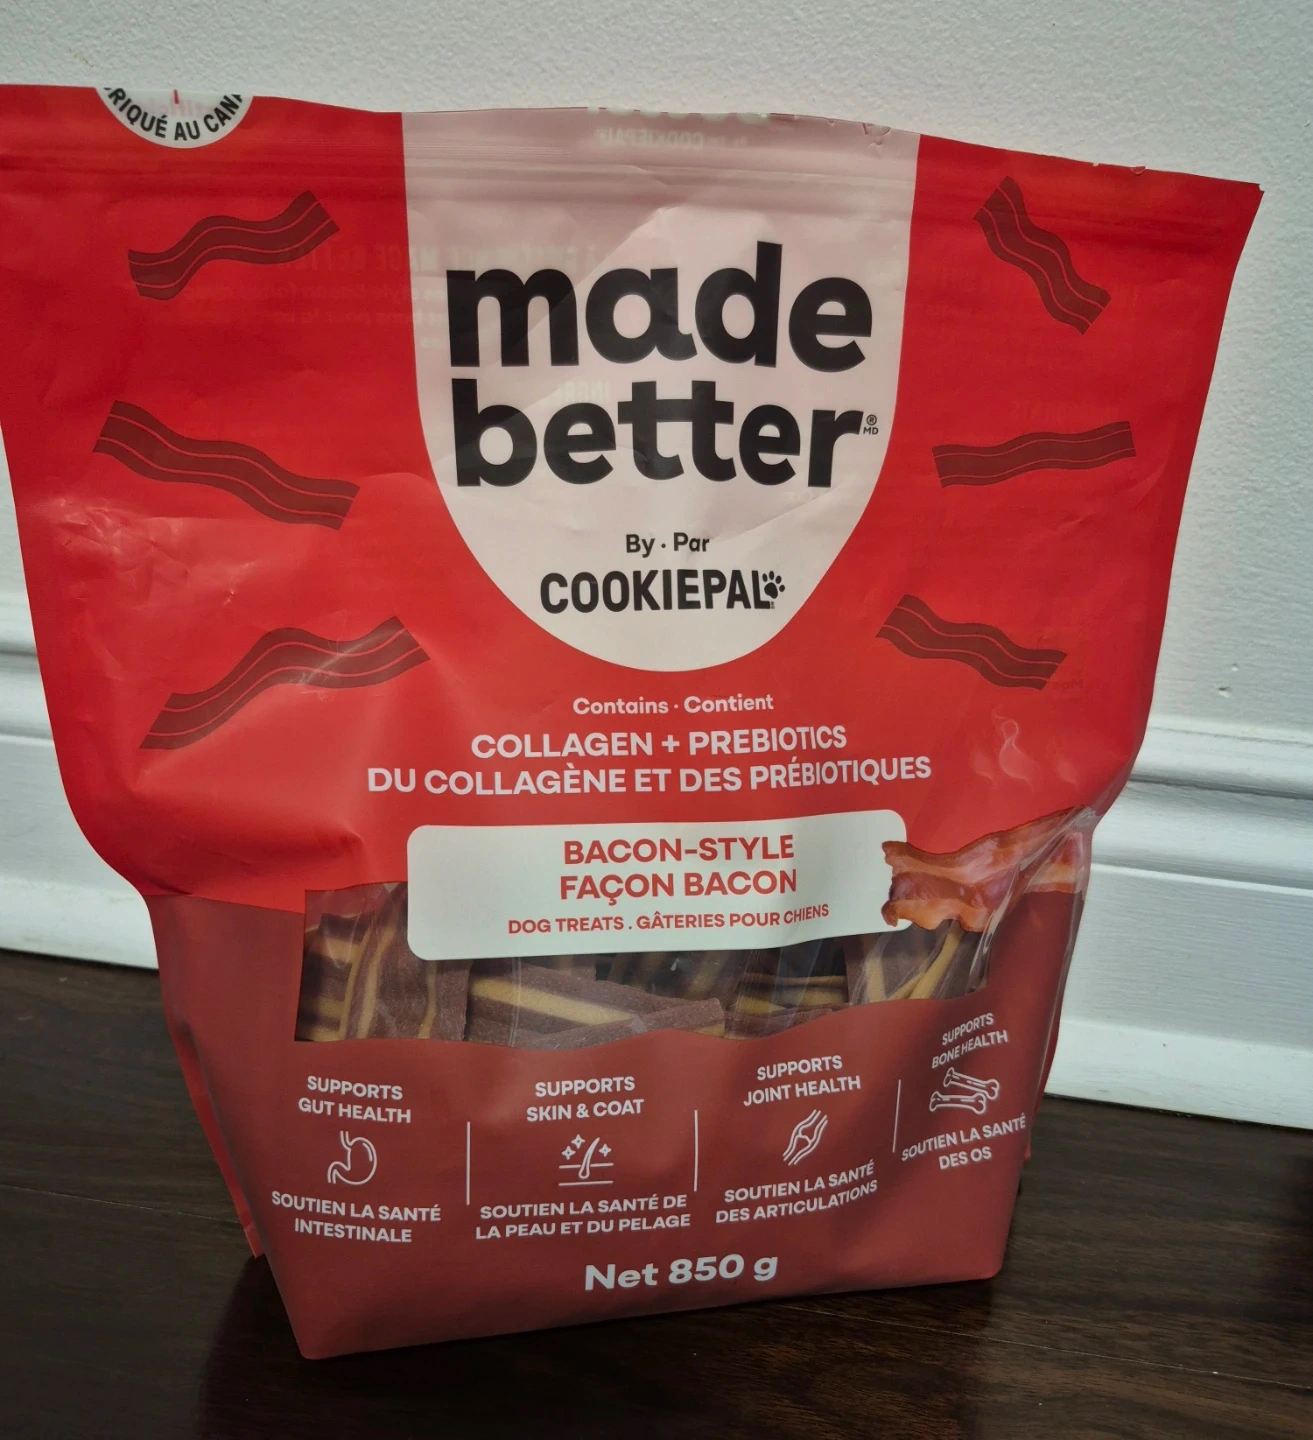 AU CAN
made
better
® MD
By · Par
COOKIEPAL
Contains · Contient
COLLAGEN + PREBIOTICS
DU COLLAGÈNE ET DES PRÉBIOTIQUES
BACON-STYLE
FAÇON BACON
DOG TREATS . GÂTERIES POUR CHIENS
SUPPORTS
GUT HEALTH
SOUTIEN LA SANTÉ
INTESTINALE
SUPPORTS
SKIN & COAT
SOUTIEN LA SANTÉ DE
LA PEAU ET DU PELAGE
SUPPORTS
JOINT HEALTH
SOUTIEN LA SANTÉ
DES ARTICULATIONS
SUPPORTS
BONE HEALTH
SOUTIEN LA SANTÉ
DES OS
Net 850 g